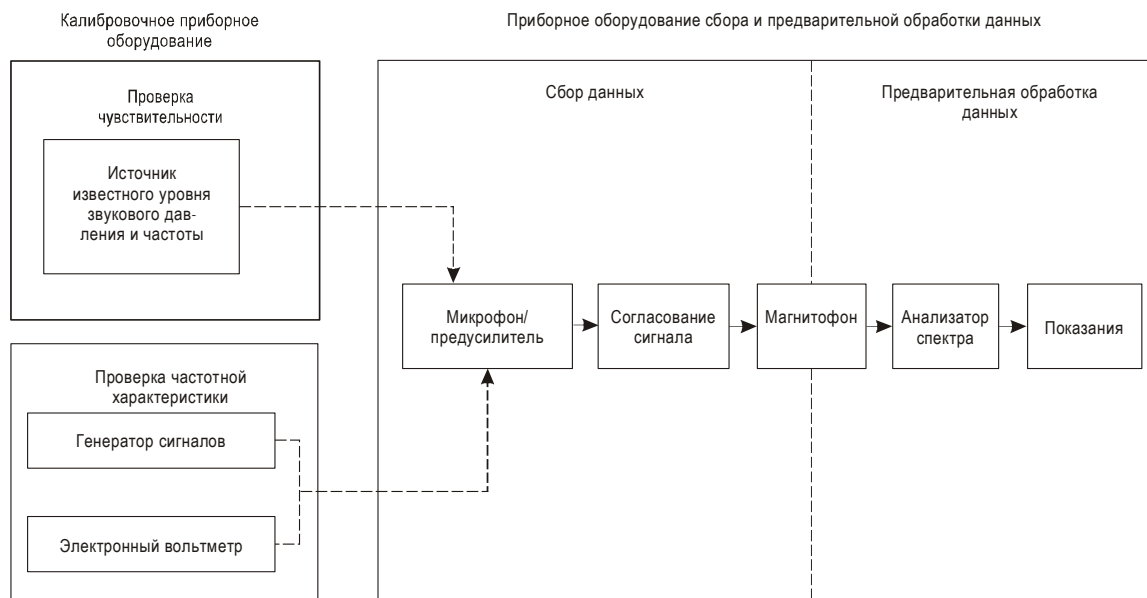 Калибровочное приборное
оборудование
Приборное оборудование сбора и предварительной обработки данных
Проверка
чувствительности
Источник
известного уровня
звукового дав-
ления и частоты
Сбор данных
Предварительная обработка
данных
Микрофон/
предусилитель
Согласование
сигнала
Магнитофон
Анализатор
спектра
Показания
Проверка частотной
характеристики
Генератор сигналов
Электронный вольтметр